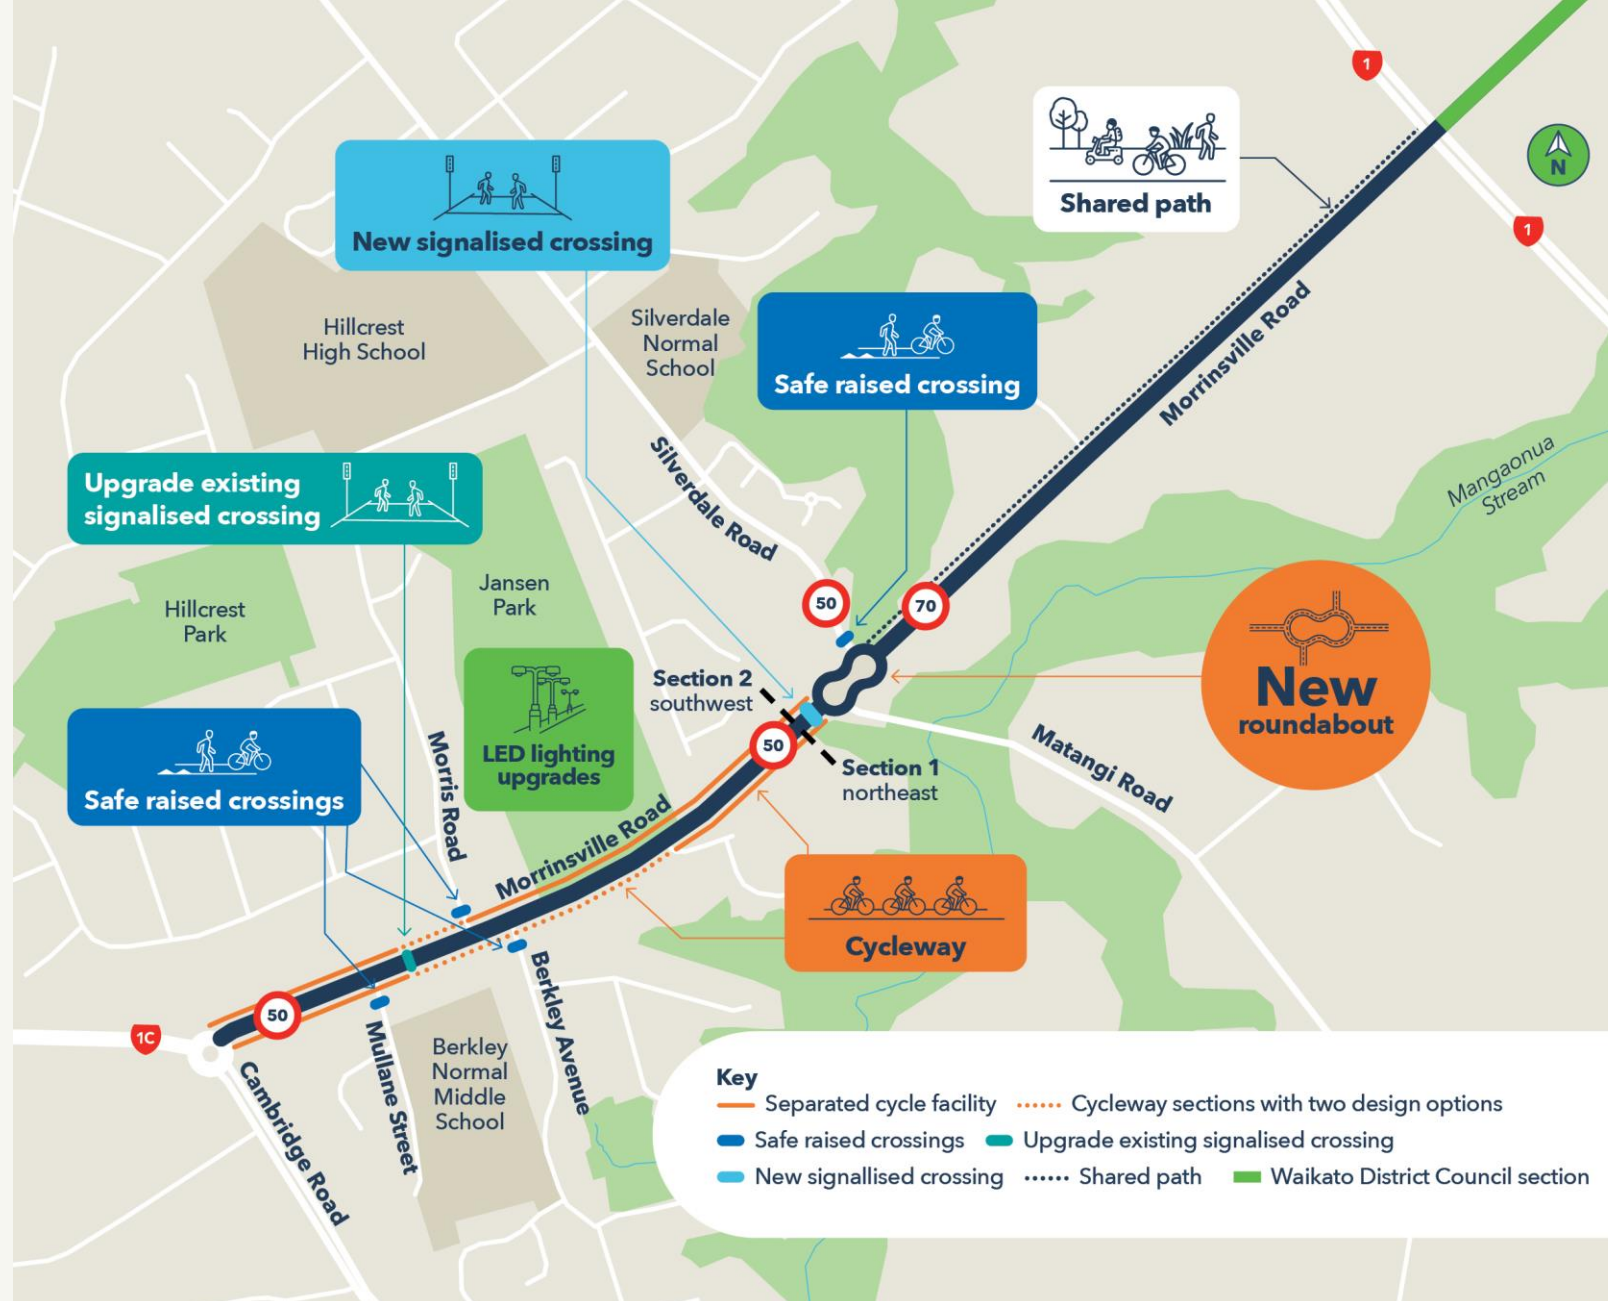 1
N
Shared path
1
New signalised crossing
Hillcrest
High School
Silverdale
Normal
School
Safe raised crossing
Morrinsville Road
Silverdale Road
Mangaonua
Stream
Upgrade existing
signalised crossing
Jansen
Park
Hillcrest
Park
50
70
New
roundabout
Section 2
southwest
LED lighting
upgrades
50
Section 1
northeast
Matangi Road
Morris Road
Safe raised crossings
Morrinsville Road
Cycleway
50
1C
Berkley Avenue
Mullane Street
Berkley
Normal
Middle
School
Cambridge Road
Key
Separated cycle facility
Cycleway sections with two design options
Safe raised crossings
Upgrade existing signalised crossing
New signallised crossing
Shared path
Waikato District Council section